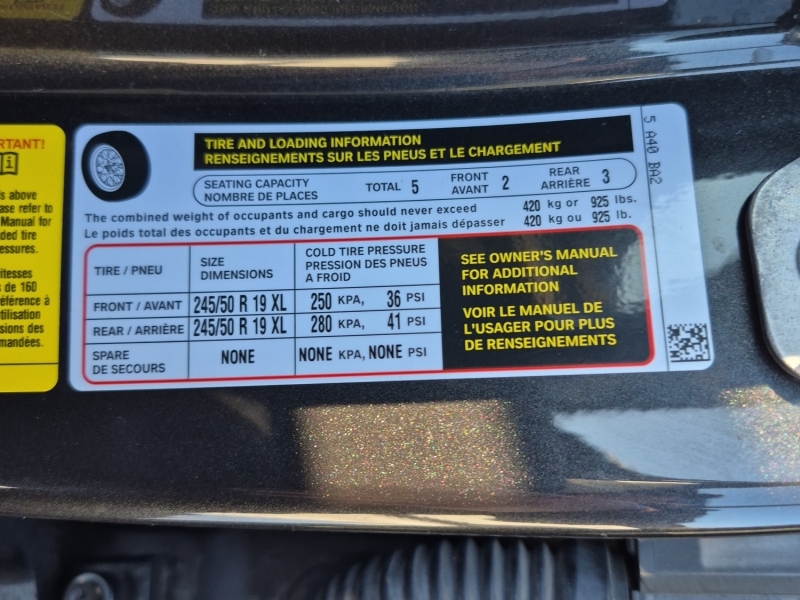 RTANT!
s above
ase refer to
Manual for
ded tire
essures.
itesses
s de 160
éférence à
tilisation
sions des
mandées.
TIRE AND LOADING INFORMATION
RENSEIGNEMENTS SUR LES PNEUS ET LE CHARGEMENT
SEATING CAPACITY
NOMBRE DE PLACES
TOTAL 5
FRONT
AVANT 2
REAR
ARRIÈRE 3
The combined weight of occupants and cargo should never exceed 420 kg or 925 lbs.
Le poids total des occupants et du chargement ne doit jamais dépasser 420 kg ou 925 lb.
TIRE / PNEU
SIZE
DIMENSIONS
COLD TIRE PRESSURE
PRESSION DES PNEUS
A FROID
FRONT / AVANT 245/50 R 19 XL 250 KPA, 36 PSI
REAR / ARRIÈRE 245/50 R 19 XL 280 KPA, 41 PSI
SPARE
DE SECOURS
NONE NONE KPA, NONE PSI
SEE OWNER'S MANUAL
FOR ADDITIONAL
INFORMATION
VOIR LE MANUEL DE
L'USAGER POUR PLUS
DE RENSEIGNEMENTS
5 A40 BA2